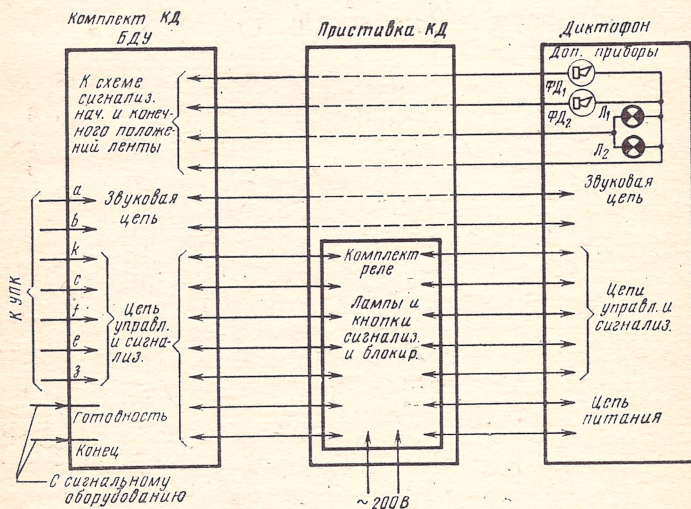 Комплект КД
БДУ
К схеме
сигнализ.
нач. и конеч-
ного положе-
ний ленты
Звуковая
цепь
К УПК
a
b
k
c
f
e
з
Цепь
управл.
и сигна-
лиз.
готовность
Конец
С сигнальному
оборудованию
Приставка КД
Комплект
реле
Лампы и
кнопки
сигнализ.
и блокир.
~200В
Диктофон
Доп. приборы
ФД₁
ФД₂
Л₁
Л₂
Звуковая
цепь
Цепи
управл. и
сигнализ.
Цепь
питания